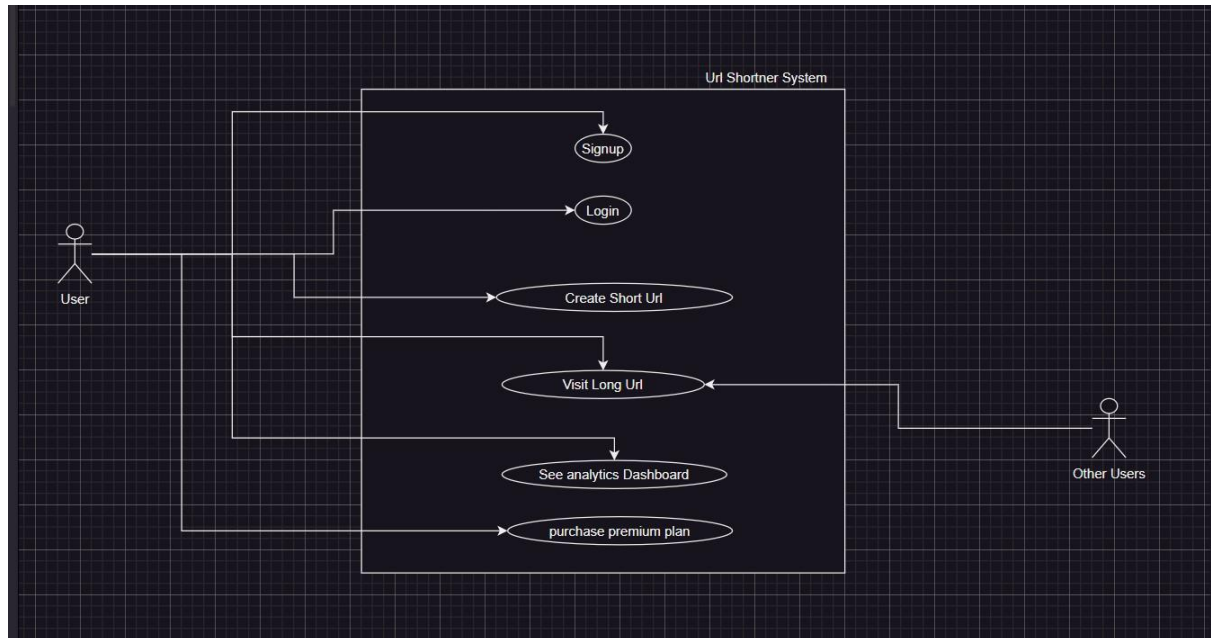 Url Shortner System
Signup
Login
User
Create Short Url
Visit Long Url
See analytics Dashboard
Other Users
purchase premium plan